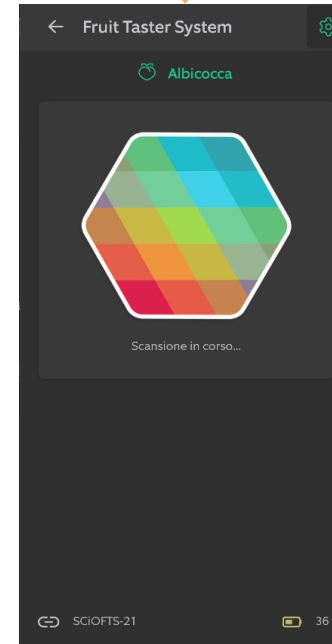 Fruit Taster System
Albicocca
Scansione in corso...
SCiOFTS-21
36